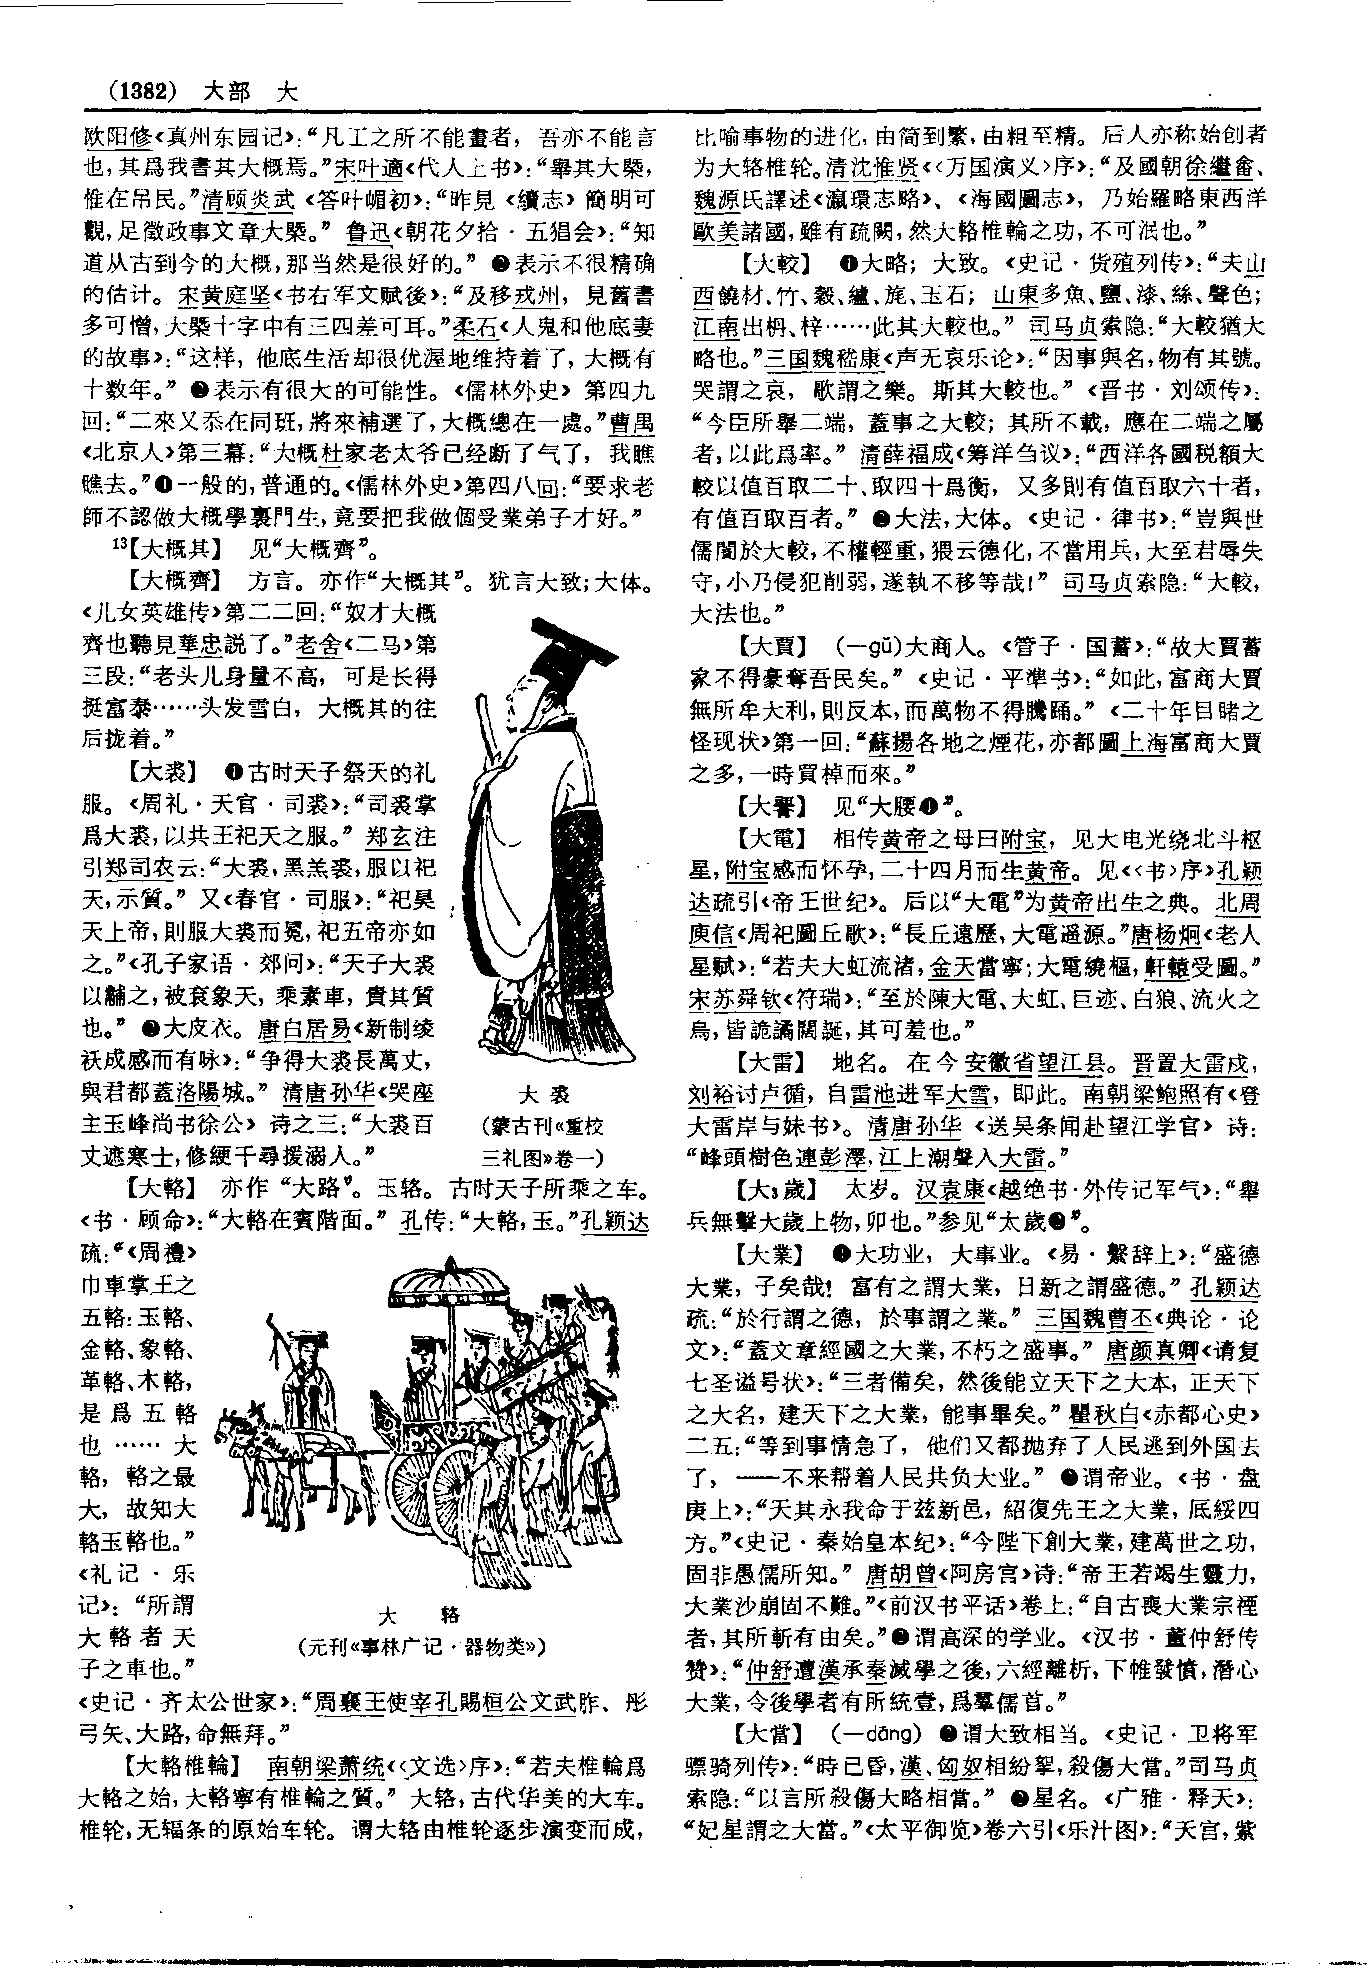 (1382) 大部 大
欧阳修《真州东园记》：“凡工之所不能畫者，吾亦不能言
也，其爲我書其大概焉。”宋叶適《代人上书》：“舉其大槩，
惟在吊民。”清顾炎武《答叶嵋初》：“昨見《續志》簡明可
觀，足徵政事文章大槩。”鲁迅《朝花夕拾·五猖会》：“知
道从古到今的大概，那当然是很好的。”❷表示不很精确
的估计。宋黄庭坚《书右军文赋後》：“及移戎州，見舊書
多可憎，大槩十字中有三四差可耳。”柔石《人鬼和他底妻
的故事》：“这样，他底生活却很优渥地维持着了，大概有
十数年。”❸表示有很大的可能性。《儒林外史》第四九
回：“二來又忝在同班，將來補選了，大概總在一處。”曹禺
《北京人》第三幕：“大概杜家老太爷已经断了气了，我瞧
瞧去。”❹一般的，普通的。《儒林外史》第四八回：“要求老
師不認做大概學裏門生，竟要把我做個受業弟子才好。”
13【大概其】 见“大概齊”。
【大概齊】 方言。亦作“大概其”。犹言大致；大体。
《儿女英雄传》第二二回：“奴才大概
齊也聽見華忠説了。”老舍《二马》第
三段：“老头儿身量不高，可是长得
挺富泰……头发雪白，大概其的往
后拢着。”
【大裘】 ❶古时天子祭天的礼
服。《周礼·天官·司裘》：“司裘掌
爲大裘，以共王祀天之服。”郑玄注
引郑司农云：“大裘，黑羔裘，服以祀
天，示質。”又《春官·司服》：“祀昊
天上帝，則服大裘而冕，祀五帝亦如
之。”《孔子家语·郊问》：“天子大裘
以黼之，被衮象天，乘素車，貴其質
也。”❷大皮衣。唐白居易《新制绫
袄成感而有咏》：“争得大裘長萬丈，
與君都蓋洛陽城。”清唐孙华《哭座
主玉峰尚书徐公》诗之三：“大裘百
丈遮寒士，修綆千尋援溺人。”
大裘
（蒙古刊《重校
三礼图》卷一）
【大輅】 亦作“大路”。玉辂。古时天子所乘之车。
《书·顾命》：“大輅在賓階面。”孔传：“大輅，玉。”孔颖达
疏：“《周禮》
巾車掌王之
五輅：玉輅、
金輅、象輅、
革輅、木輅，
是爲五輅
也……大
輅，輅之最
大，故知大
輅玉輅也。”
《礼记·乐
记》：“所謂
大輅者天
子之車也。”
大 辂
（元刊《事林广记·器物类》）
《史记·齐太公世家》：“周襄王使宰孔賜桓公文武胙、彤
弓矢、大路，命無拜。”
【大輅椎輪】 南朝梁萧统《〈文选〉序》：“若夫椎輪爲
大輅之始，大輅寧有椎輪之質。”大辂，古代华美的大车。
椎轮，无辐条的原始车轮。谓大辂由椎轮逐步演变而成，
比喻事物的进化，由简到繁，由粗至精。后人亦称始创者
为大辂椎轮。清沈惟贤《〈万国演义〉序》：“及國朝徐繼畬、
魏源氏譯述《瀛環志略》、《海國圖志》，乃始羅略東西洋
歐美諸國，雖有疏闕，然大輅椎輪之功，不可泯也。”
【大較】 ❶大略；大致。《史记·货殖列传》：“夫山
西饒材、竹、穀、纑、旄、玉石；山東多魚、鹽、漆、絲、聲色；
江南出枏、梓……此其大較也。”司马贞索隐：“大較猶大
略也。”三国魏嵇康《声无哀乐论》：“因事與名，物有其號。
哭謂之哀，歌謂之樂。斯其大較也。”《晋书·刘颂传》：
“今臣所舉二端，蓋事之大較；其所不載，應在二端之屬
者，以此爲率。”清薛福成《筹洋刍议》：“西洋各國税額大
較以值百取二十、取四十爲衡，又多則有值百取六十者，
有值百取百者。”❷大法，大体。《史记·律书》：“豈與世
儒闇於大較，不權輕重，猥云德化，不當用兵，大至君辱失
守，小乃侵犯削弱，遂執不移等哉！”司马贞索隐：“大較，
大法也。”
【大賈】 （—gǔ）大商人。《管子·国蓄》：“故大賈蓄
家不得豪奪吾民矣。”《史记·平準书》：“如此，富商大賈
無所牟大利，則反本，而萬物不得騰踊。”《二十年目睹之
怪现状》第一回：“蘇揚各地之煙花，亦都圖上海富商大賈
之多，一時買棹而來。”
【大⿱𦥯要】 见“大腰❶”。
【大電】 相传黄帝之母曰附宝，见大电光绕北斗枢
星，附宝感而怀孕，二十四月而生黄帝。见《〈书〉序》孔颖
达疏引《帝王世纪》。后以“大電”为黄帝出生之典。北周
庾信《周祀圜丘歌》：“長丘遠歷，大電遥源。”唐杨炯《老人
星赋》：“若夫大虹流渚，金天當寧；大電繞樞，軒轅受圖。”
宋苏舜钦《符瑞》：“至於陳大電、大虹、巨迹、白狼、流火之
烏，皆詭譎闊誕，其可羞也。”
【大雷】 地名。在今安徽省望江县。晋置大雷戍，
刘裕讨卢循，自雷池进军大雷，即此。南朝梁鲍照有《登
大雷岸与妹书》。清唐孙华《送吴条闻赴望江学官》诗：
“峰頭樹色連彭澤，江上潮聲入大雷。”
【大3歲】 太岁。汉袁康《越绝书·外传记军气》：“舉
兵無擊大歲上物，卯也。”参见“太歲❷”。
【大業】 ❶大功业，大事业。《易·繫辞上》：“盛德
大業，子矣哉！富有之謂大業，日新之謂盛德。”孔颖达
疏：“於行謂之德，於事謂之業。”三国魏曹丕《典论·论
文》：“蓋文章經國之大業，不朽之盛事。”唐颜真卿《请复
七圣谥号状》：“三者備矣，然後能立天下之大本，正天下
之大名，建天下之大業，能事畢矣。”瞿秋白《赤都心史》
二五：“等到事情急了，他们又都抛弃了人民逃到外国去
了，——不来帮着人民共负大业。”❷谓帝业。《书·盘
庚上》：“天其永我命于兹新邑，紹復先王之大業，厎綏四
方。”《史记·秦始皇本纪》：“今陛下創大業，建萬世之功，
固非愚儒所知。”唐胡曾《阿房宫》诗：“帝王若竭生靈力，
大業沙崩固不難。”《前汉书平话》卷上：“自古喪大業宗禋
者，其所斬有由矣。”❸谓高深的学业。《汉书·董仲舒传
赞》：“仲舒遭漢承秦滅學之後，六經離析，下帷發憤，潛心
大業，令後學者有所統壹，爲羣儒首。”
【大當】 （—dāng）❶谓大致相当。《史记·卫将军
骠骑列传》：“時已昏，漢、匈奴相紛挐，殺傷大當。”司马贞
索隐：“以言所殺傷大略相當。”❷星名。《广雅·释天》：
“妃星謂之大當。”《太平御览》卷六引《乐汁图》：“天宫，紫